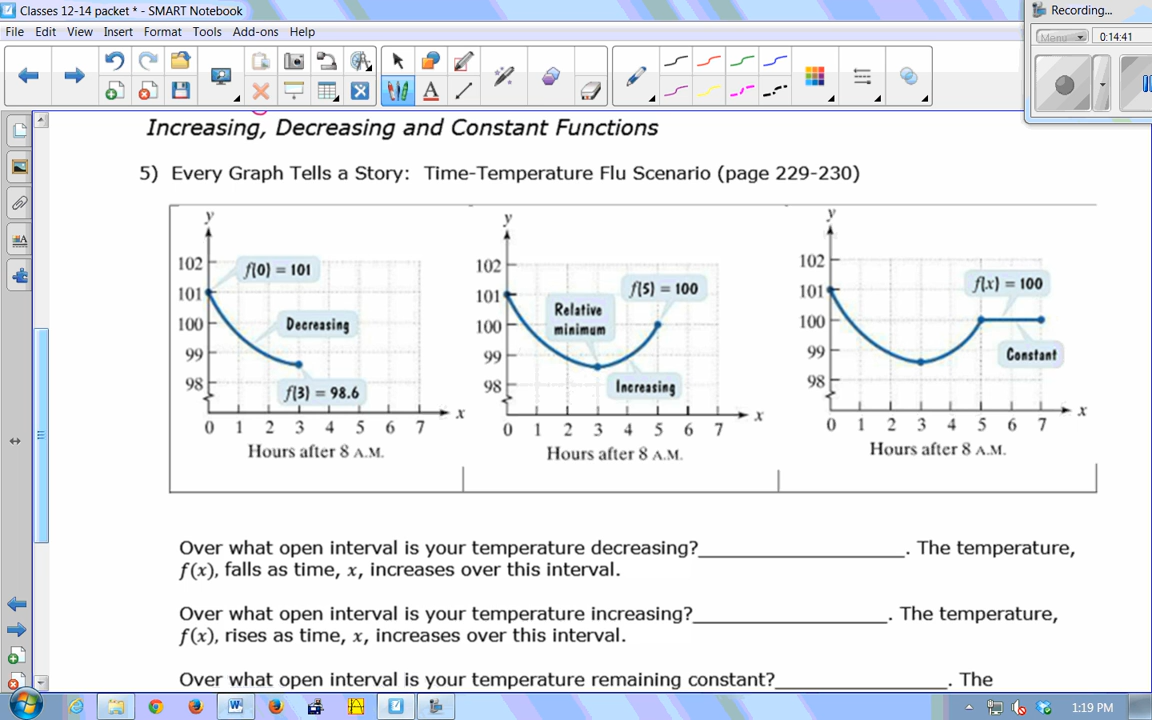 Classes 12-14 packet * - SMART Notebook
Recording...
File Edit View Insert Format Tools Add-ons Help
Menu
0:14:41
Increasing, Decreasing and Constant Functions
5) Every Graph Tells a Story: Time-Temperature Flu Scenario (page 229-230)
y
102
101
100
99
98
f(0) = 101
Decreasing
f(3) = 98.6
x
0 1 2 3 4 5 6 7
Hours after 8 A.M.
y
102
101
100
99
98
f(5) = 100
Relative
minimum
Increasing
x
0 1 2 3 4 5 6 7
Hours after 8 A.M.
y
102
101
100
99
98
f(x) = 100
Constant
x
0 1 2 3 4 5 6 7
Hours after 8 A.M.
Over what open interval is your temperature decreasing?____________________. The temperature,
f(x), falls as time, x, increases over this interval.
Over what open interval is your temperature increasing?___________________. The temperature,
f(x), rises as time, x, increases over this interval.
Over what open interval is your temperature remaining constant?_________________. The
1:19 PM